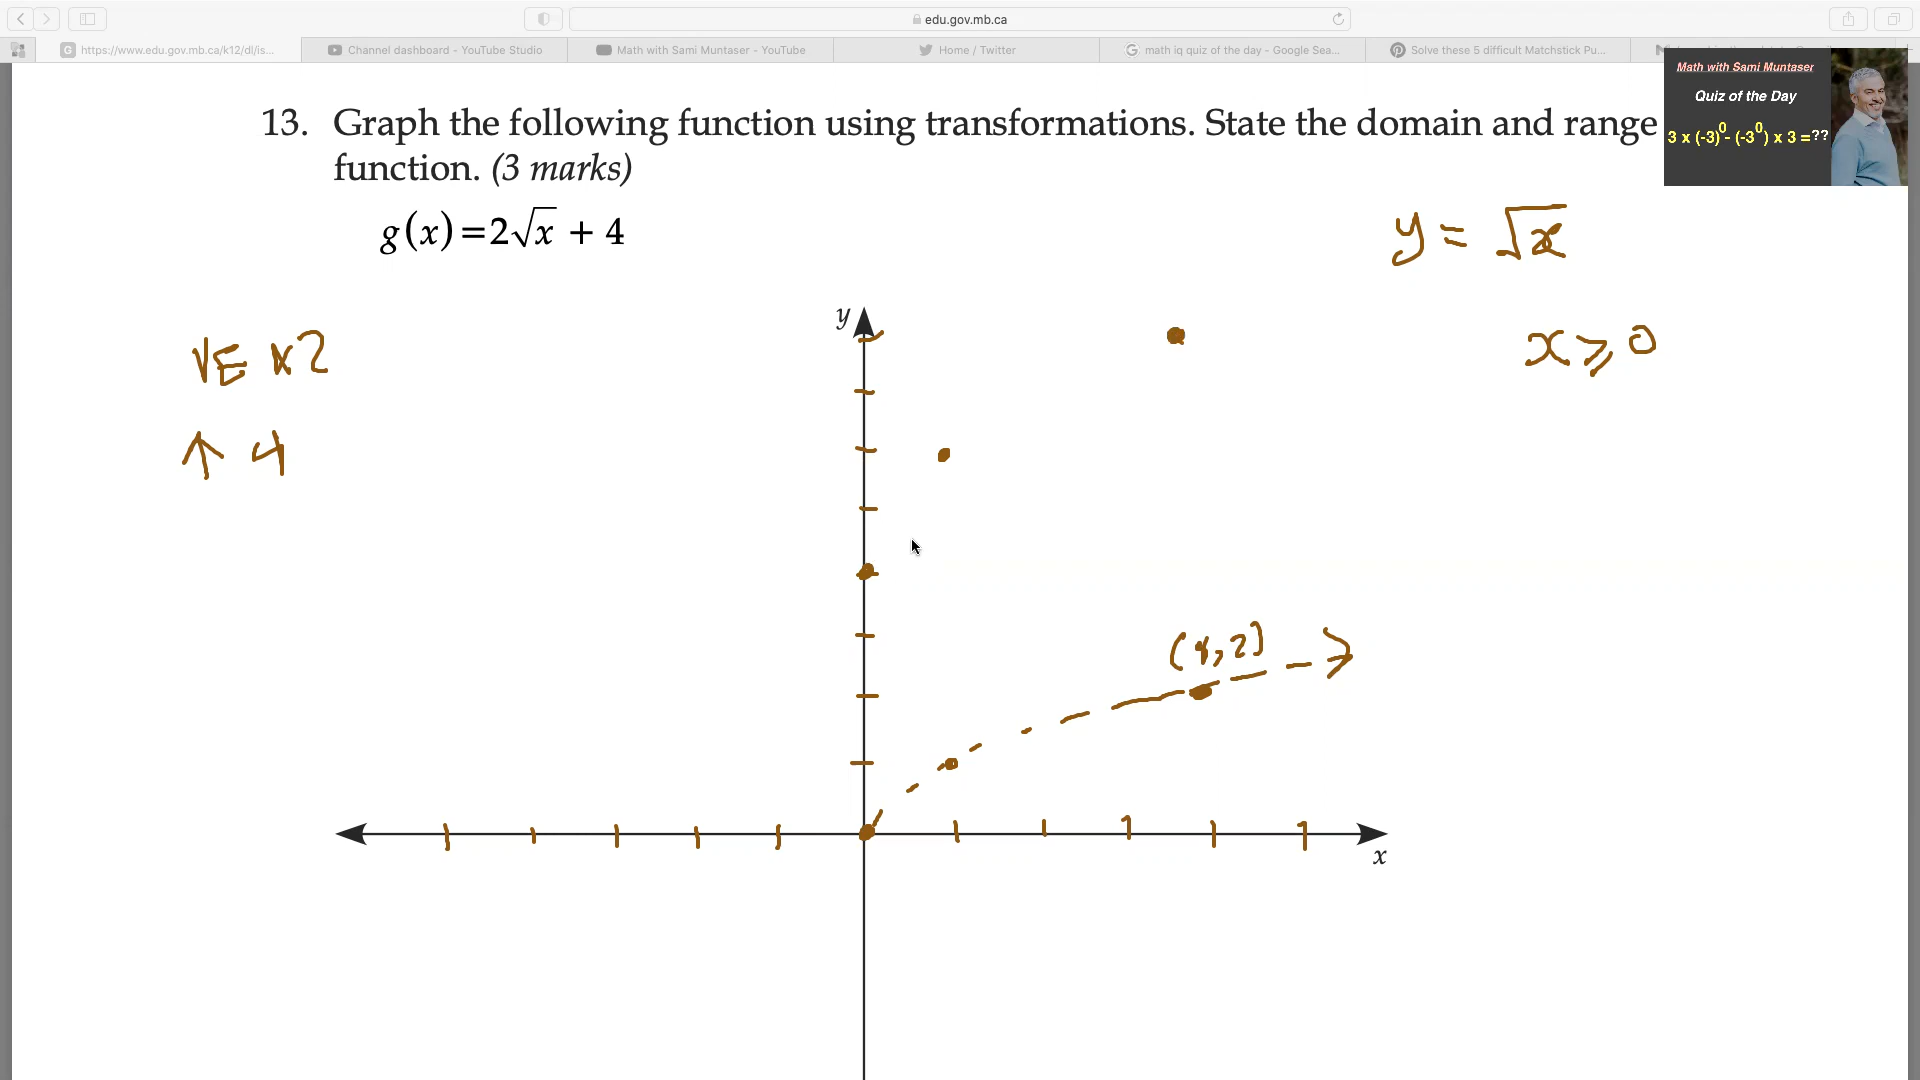 edu.gov.mb.ca
https://www.edu.gov.mb.ca/k12/dl/is...
Channel dashboard - YouTube Studio
Math with Sami Muntaser - YouTube
Home / Twitter
math iq quiz of the day - Google Sea...
Solve these 5 difficult Matchstick Pu...
Math with Sami Muntaser
Quiz of the Day
3 x (-3)⁰ - (-3⁰) x 3 = ??
13. Graph the following function using transformations. State the domain and range
function. (3 marks)
g(x)=2√x + 4
y = √x
VE x2
x ⩾ 0
↑ 4
y
(4,2)
x